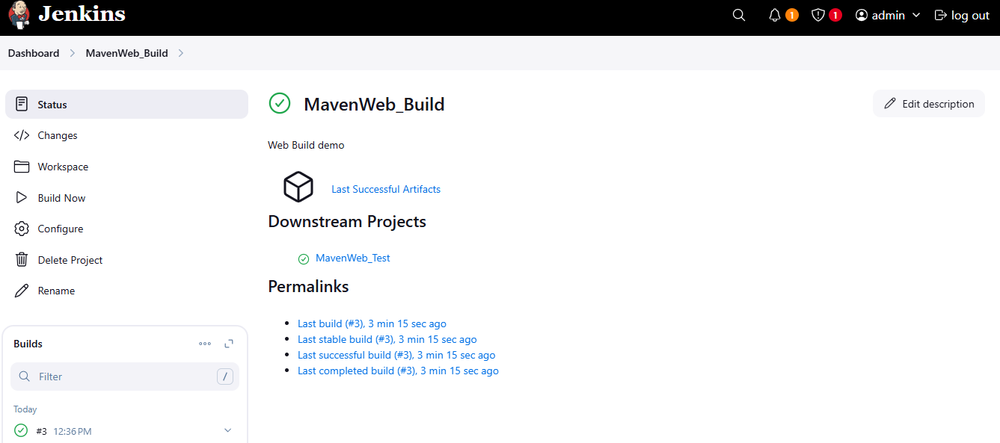 Jenkins
1
1
admin
log out
Dashboard
MavenWeb_Build
Status
Changes
Workspace
Build Now
Configure
Delete Project
Rename
Builds
Filter
/
Today
#3 12:36 PM
MavenWeb_Build
Edit description
Web Build demo
Last Successful Artifacts
Downstream Projects
MavenWeb_Test
Permalinks
Last build (#3), 3 min 15 sec ago
Last stable build (#3), 3 min 15 sec ago
Last successful build (#3), 3 min 15 sec ago
Last completed build (#3), 3 min 15 sec ago